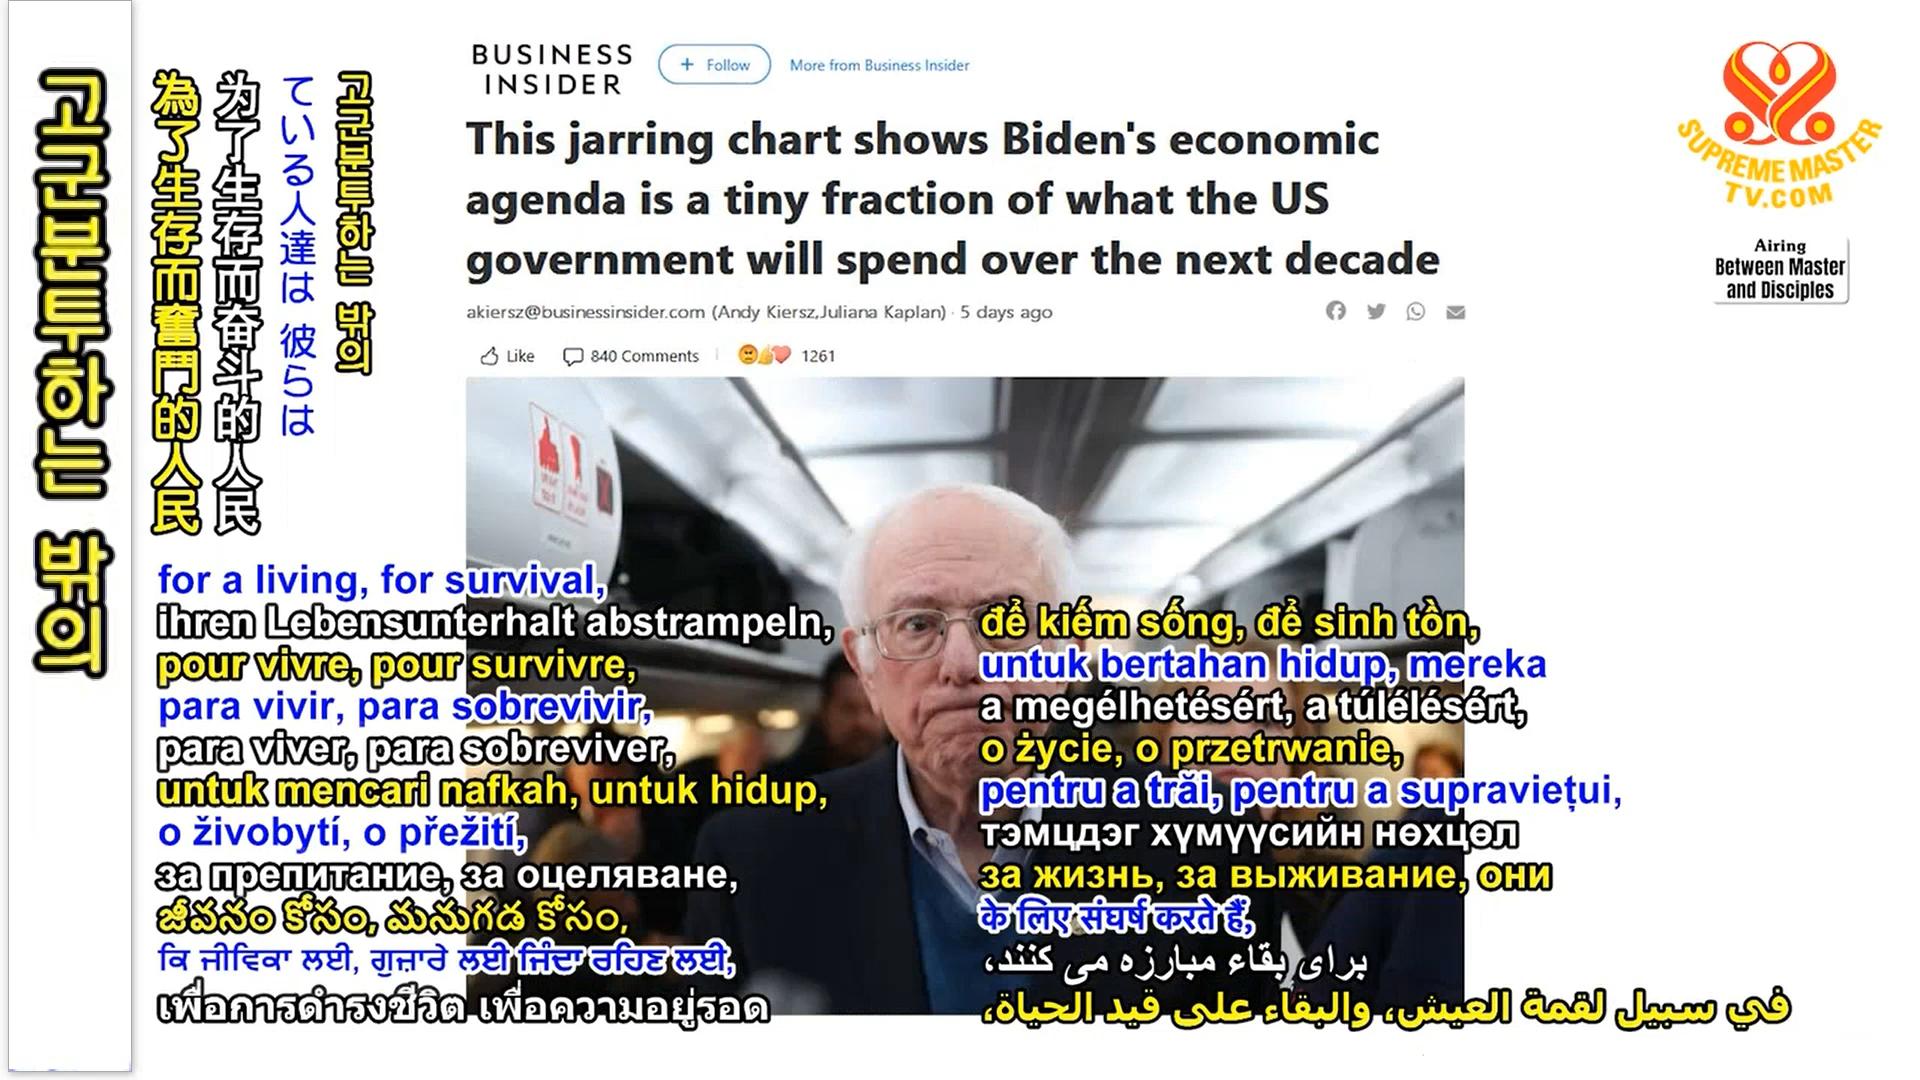 고군분투하는 밖의
為了生存而奮鬥的人民
为了生存而奋斗的人民
ている人達は 彼らは
고군분투하는 밖의
BUSINESS
INSIDER
+ Follow
More from Business Insider
This jarring chart shows Biden's economic
agenda is a tiny fraction of what the US
government will spend over the next decade
akiersz@businessinsider.com (Andy Kiersz,Juliana Kaplan) · 5 days ago
Like
840 Comments
1261
SUPREME MASTER
TV.COM
Airing
Between Master
and Disciples
for a living, for survival,
ihren Lebensunterhalt abstrampeln,
pour vivre, pour survivre,
para vivir, para sobrevivir,
para viver, para sobreviver,
untuk mencari nafkah, untuk hidup,
o živobytí, o přežití,
за препитание, за оцеляване,
జీవనం కోసం, మనుగడ కోసం,
ਕਿ ਜੀਵਿਕਾ ਲਈ, ਗੁਜ਼ਾਰੇ ਲਈ ਜਿੰਦਾ ਰਹਿਣ ਲਈ,
เพื่อการดำรงชีวิต เพื่อความอยู่รอด
để kiếm sống, để sinh tồn,
untuk bertahan hidup, mereka
a megélhetésért, a túlélésért,
o życie, o przetrwanie,
pentru a trăi, pentru a supraviețui,
тэмцдэг хүмүүсийн нөхцөл
за жизнь, за выживание, они
के लिए संघर्ष करते हैं,
برای بقاء مبارزه می کنند،
في سبيل لقمة العيش، والبقاء على قيد الحياة،